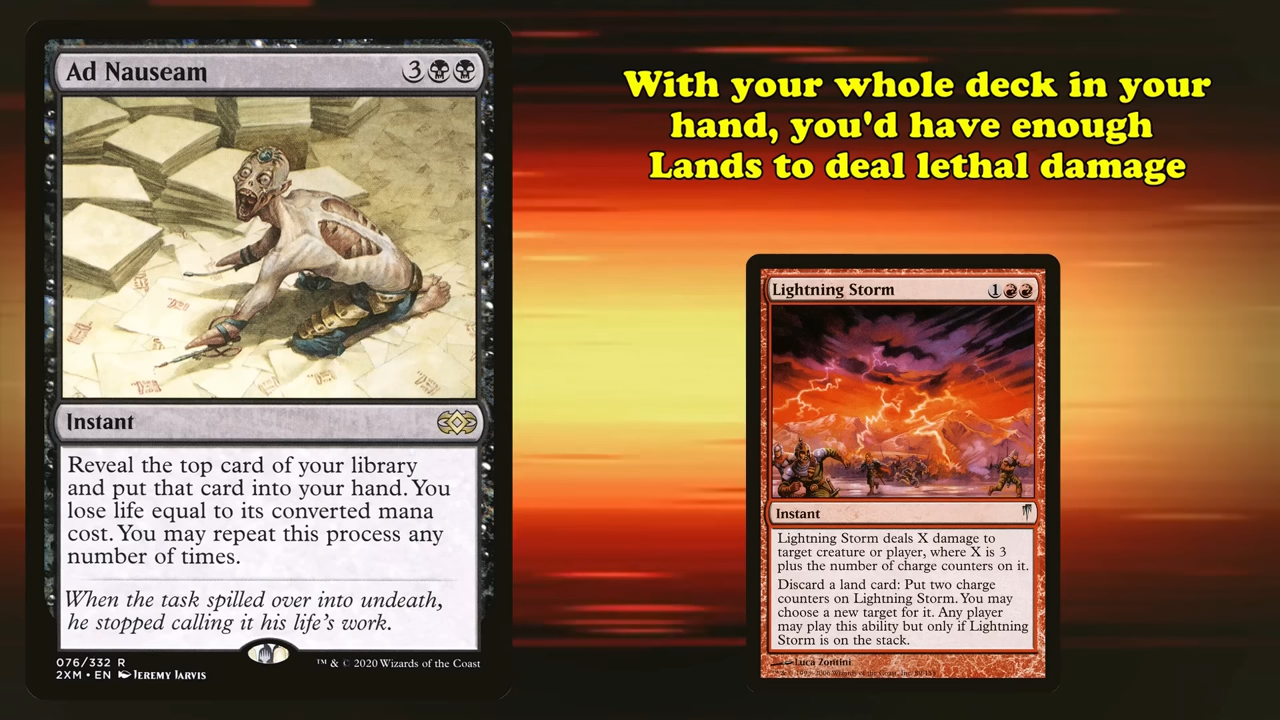 Ad Nauseam 3
With your whole deck in your
hand, you'd have enough
Lands to deal lethal damage
Instant
Reveal the top card of your library
and put that card into your hand. You
lose life equal to its converted mana
cost. You may repeat this process any
number of times.
When the task spilled over into undeath,
he stopped calling it his life's work.
076/332 R
2XM • EN JEREMY JARVIS
™ & © 2020 Wizards of the Coast
Lightning Storm 1
Instant
Lightning Storm deals X damage to
target creature or player, where X is 3
plus the number of charge counters on it.
Discard a land card: Put two charge
counters on Lightning Storm. You may
choose a new target for it. Any player
may play this ability but only if Lightning
Storm is on the stack.
Luca Zontini